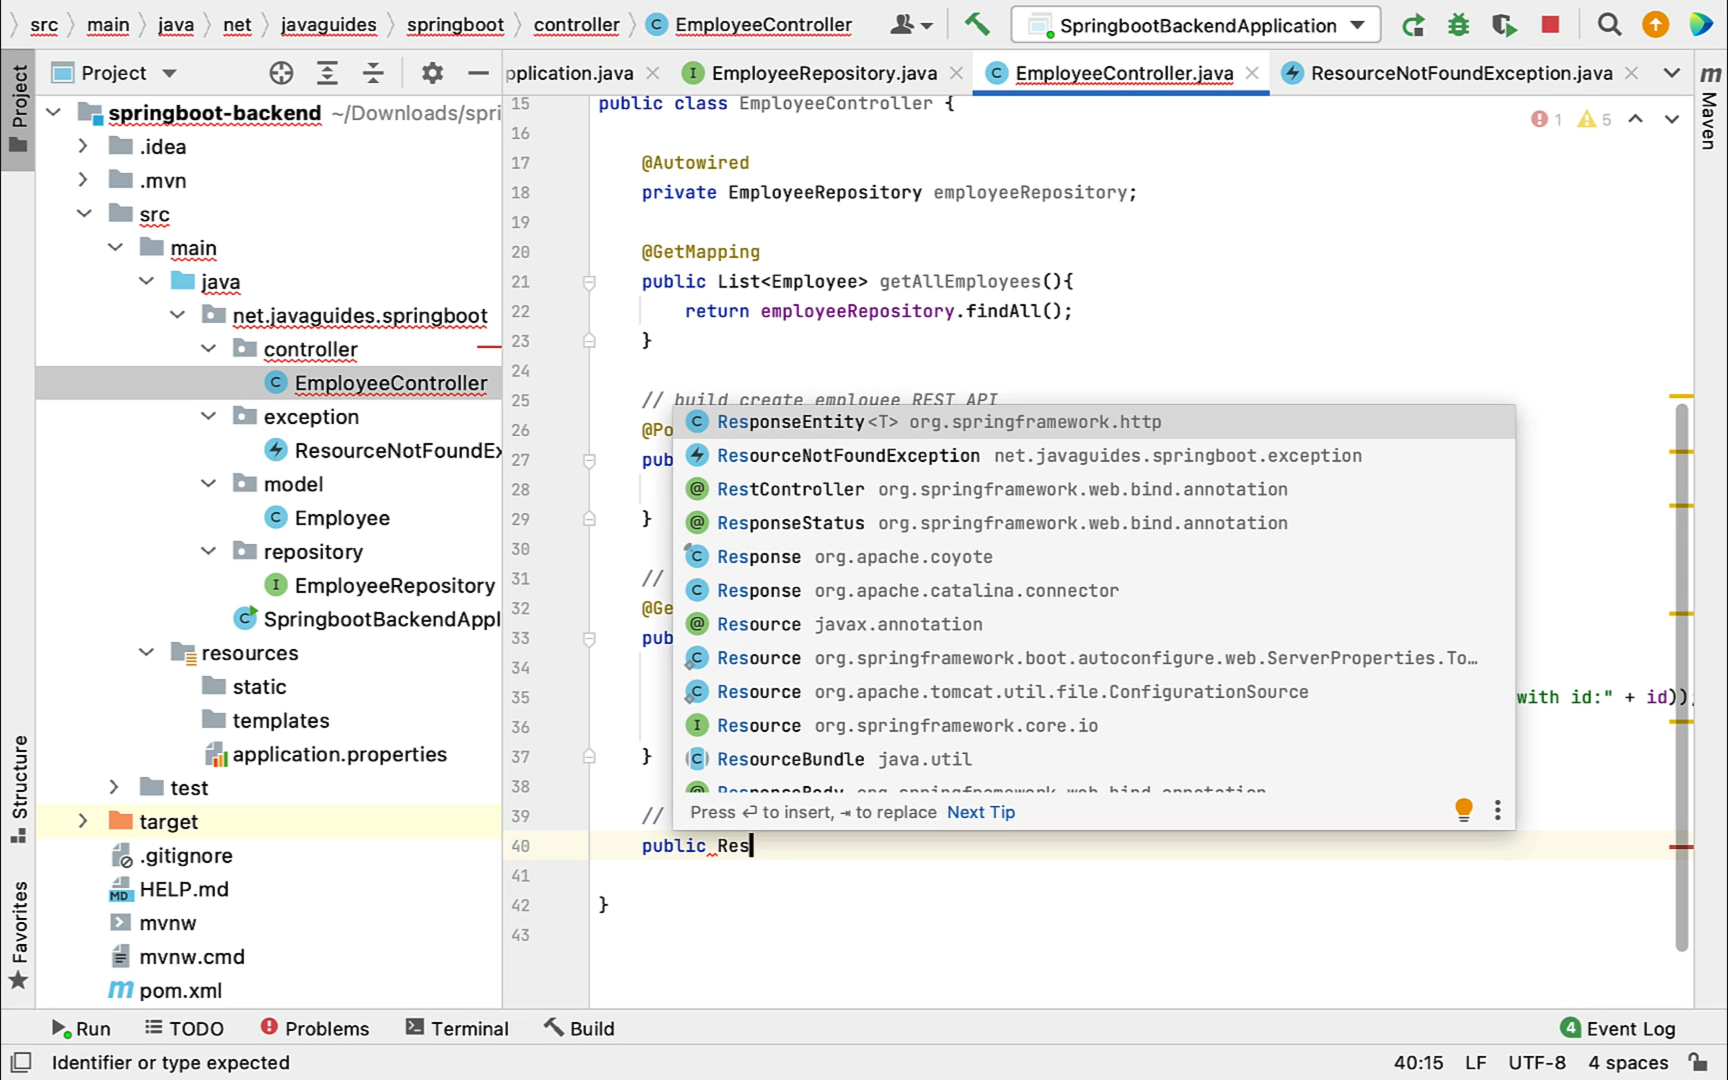 src main java net javaguides springboot controller EmployeeController SpringbootBackendApplication
Project
pplication.java EmployeeRepository.java EmployeeController.java ResourceNotFoundException.java
Project
Structure
Favorites
Maven
springboot-backend ~/Downloads/spri
.idea
.mvn
src
main
java
net.javaguides.springboot
controller
EmployeeController
exception
ResourceNotFoundEx
model
Employee
repository
EmployeeRepository
SpringbootBackendAppl
resources
static
templates
application.properties
test
target
.gitignore
HELP.md
mvnw
mvnw.cmd
pom.xml
1 5
15 public class EmployeeController {
16
17 @Autowired
18 private EmployeeRepository employeeRepository;
19
20 @GetMapping
21 public List<Employee> getAllEmployees(){
22 return employeeRepository.findAll();
23 }
24
25 // build create employee REST API
26 @Po
27 pub
28
29 }
30
31 //
32 @Ge
33 pub
34
35 with id:" + id));
36
37 }
38
39 //
40 public Res
41
42 }
43
ResponseEntity<T> org.springframework.http
ResourceNotFoundException net.javaguides.springboot.exception
RestController org.springframework.web.bind.annotation
ResponseStatus org.springframework.web.bind.annotation
Response org.apache.coyote
Response org.apache.catalina.connector
Resource javax.annotation
Resource org.springframework.boot.autoconfigure.web.ServerProperties.To…
Resource org.apache.tomcat.util.file.ConfigurationSource
Resource org.springframework.core.io
ResourceBundle java.util
ResponseBody org.springframework.web.bind.annotation
Press ⏎ to insert, ⇥ to replace Next Tip
Run TODO Problems Terminal Build 4 Event Log
Identifier or type expected 40:15 LF UTF-8 4 spaces